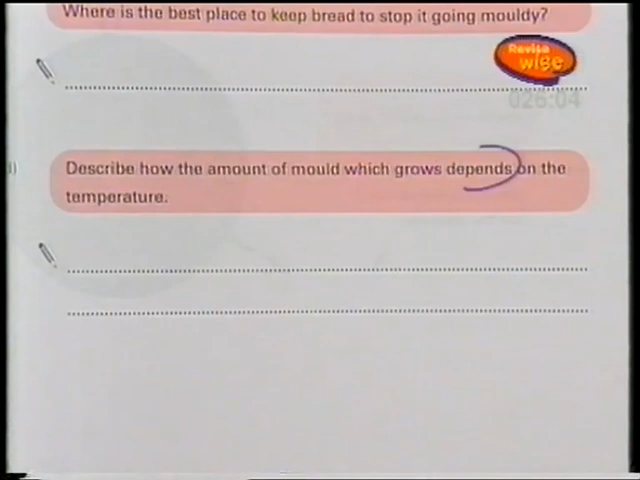 Where is the best place to keep bread to stop it going mouldy?
Revise
wise
026:04
Describe how the amount of mould which grows depends on the
temperature.